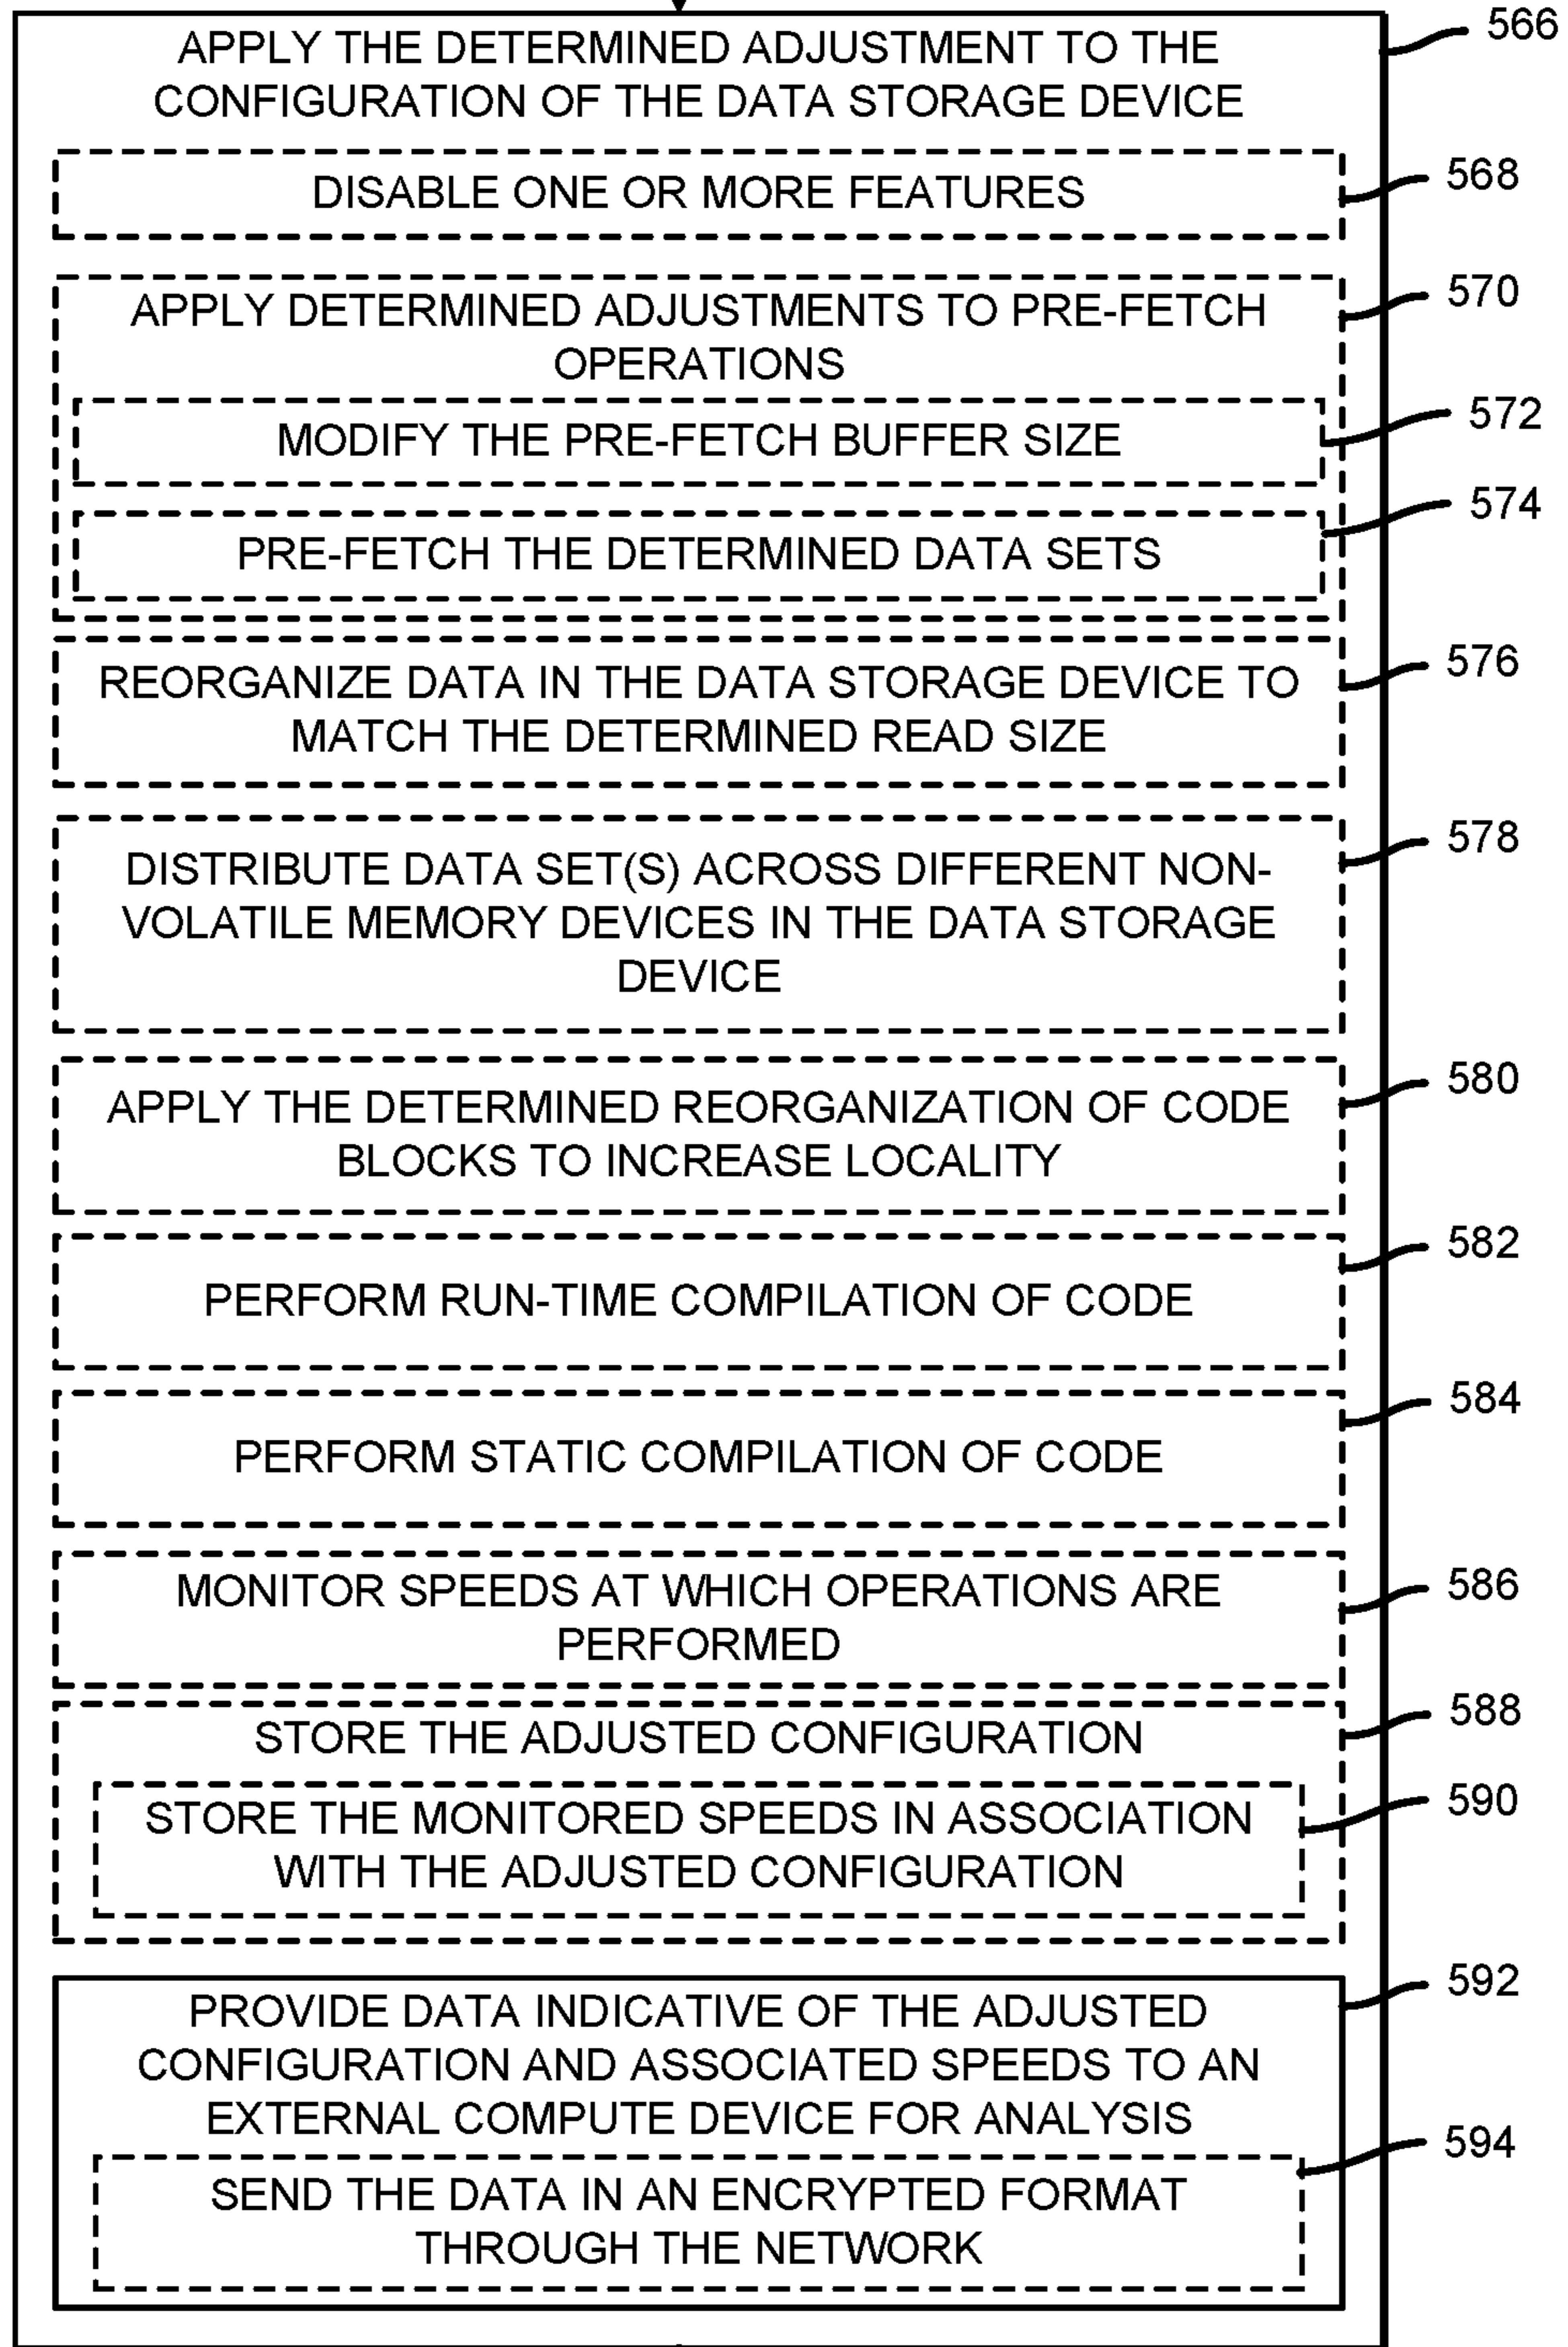 APPLY THE DETERMINED ADJUSTMENT TO THE
CONFIGURATION OF THE DATA STORAGE DEVICE
566
DISABLE ONE OR MORE FEATURES
568
APPLY DETERMINED ADJUSTMENTS TO PRE-FETCH
OPERATIONS
570
MODIFY THE PRE-FETCH BUFFER SIZE
572
PRE-FETCH THE DETERMINED DATA SETS
574
REORGANIZE DATA IN THE DATA STORAGE DEVICE TO
MATCH THE DETERMINED READ SIZE
576
DISTRIBUTE DATA SET(S) ACROSS DIFFERENT NON-
VOLATILE MEMORY DEVICES IN THE DATA STORAGE
DEVICE
578
APPLY THE DETERMINED REORGANIZATION OF CODE
BLOCKS TO INCREASE LOCALITY
580
PERFORM RUN-TIME COMPILATION OF CODE
582
PERFORM STATIC COMPILATION OF CODE
584
MONITOR SPEEDS AT WHICH OPERATIONS ARE
PERFORMED
586
STORE THE ADJUSTED CONFIGURATION
588
STORE THE MONITORED SPEEDS IN ASSOCIATION
WITH THE ADJUSTED CONFIGURATION
590
PROVIDE DATA INDICATIVE OF THE ADJUSTED
CONFIGURATION AND ASSOCIATED SPEEDS TO AN
EXTERNAL COMPUTE DEVICE FOR ANALYSIS
592
SEND THE DATA IN AN ENCRYPTED FORMAT
THROUGH THE NETWORK
594